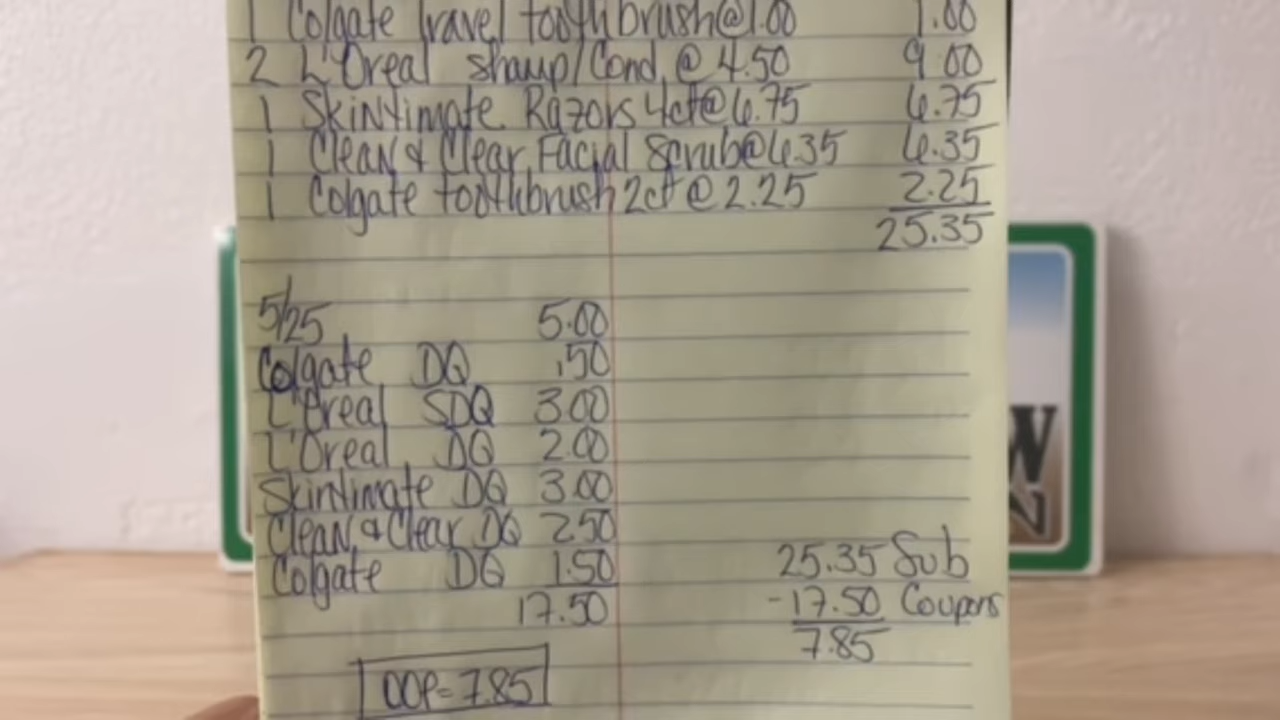 1 Colgate Travel toothbrush@1.00 1.00
2 L'Oreal shamp/Cond. @ 4.50 9.00
1 Skintimate Razors 4ct@6.75 6.75
1 Clean & Clear Facial Scrub@6.35 6.35
1 Colgate toothbrush 2ct @ 2.25 2.25
25.35
5/25 5.00
Colgate DQ .50
L'Oreal SDQ 3.00
L'Oreal DQ 2.00
Skintimate DQ 3.00
Clean & Clear DQ 2.50
Colgate DQ 1.50
17.50
25.35 Sub
-17.50 Coupons
7.85
OOP= 7.85
W
N